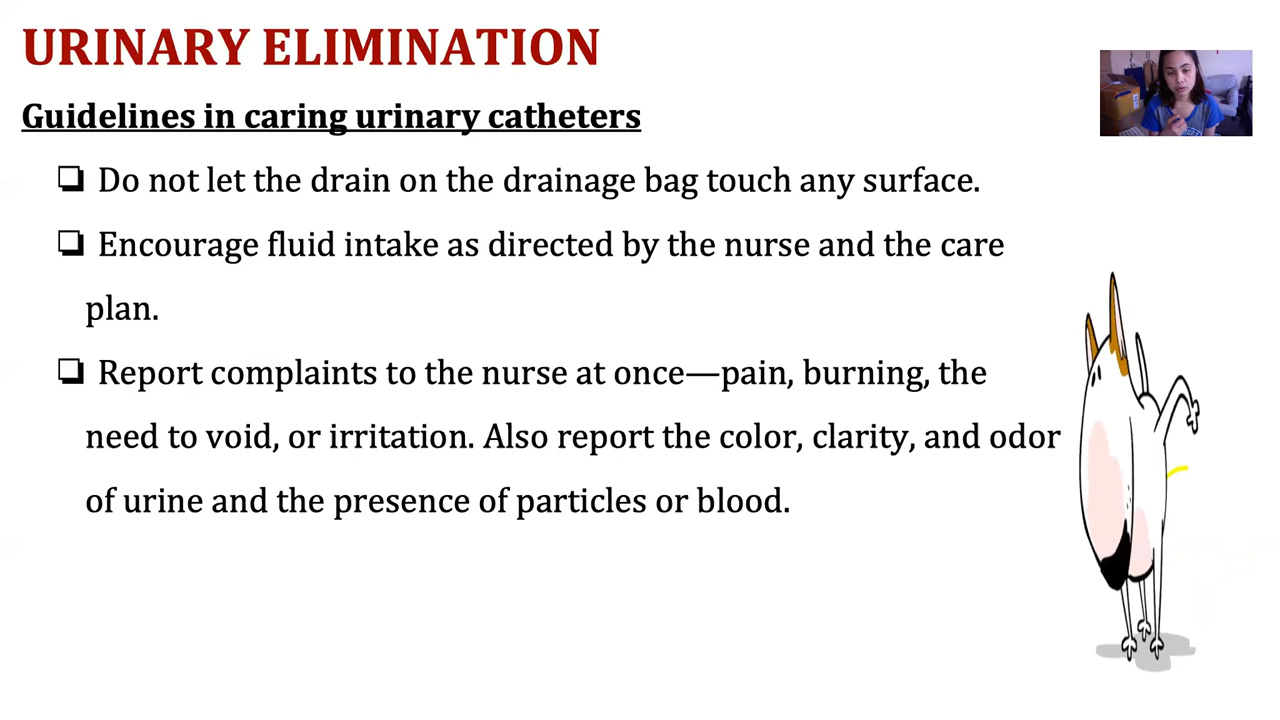 URINARY ELIMINATION
Guidelines in caring urinary catheters
❏ Do not let the drain on the drainage bag touch any surface.
❏ Encourage fluid intake as directed by the nurse and the care
plan.
❏ Report complaints to the nurse at once—pain, burning, the
need to void, or irritation. Also report the color, clarity, and odor
of urine and the presence of particles or blood.